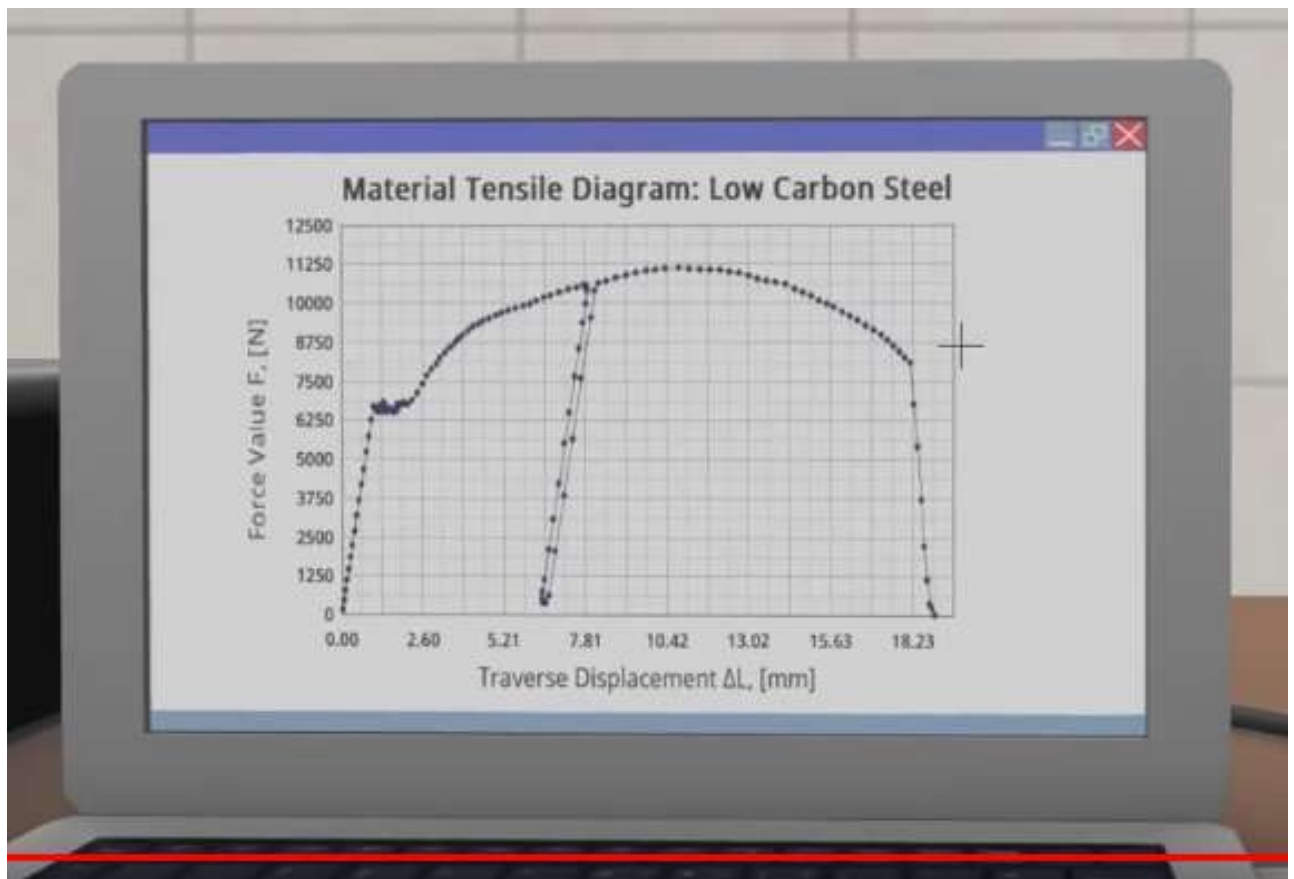 Material Tensile Diagram: Low Carbon Steel
12500
11250
10000
8750
7500
6250
5000
3750
2500
1250
0
Force Value F, [N]
0.00 2.60 5.21 7.81 10.42 13.02 15.63 18.23
Traverse Displacement ΔL, [mm]